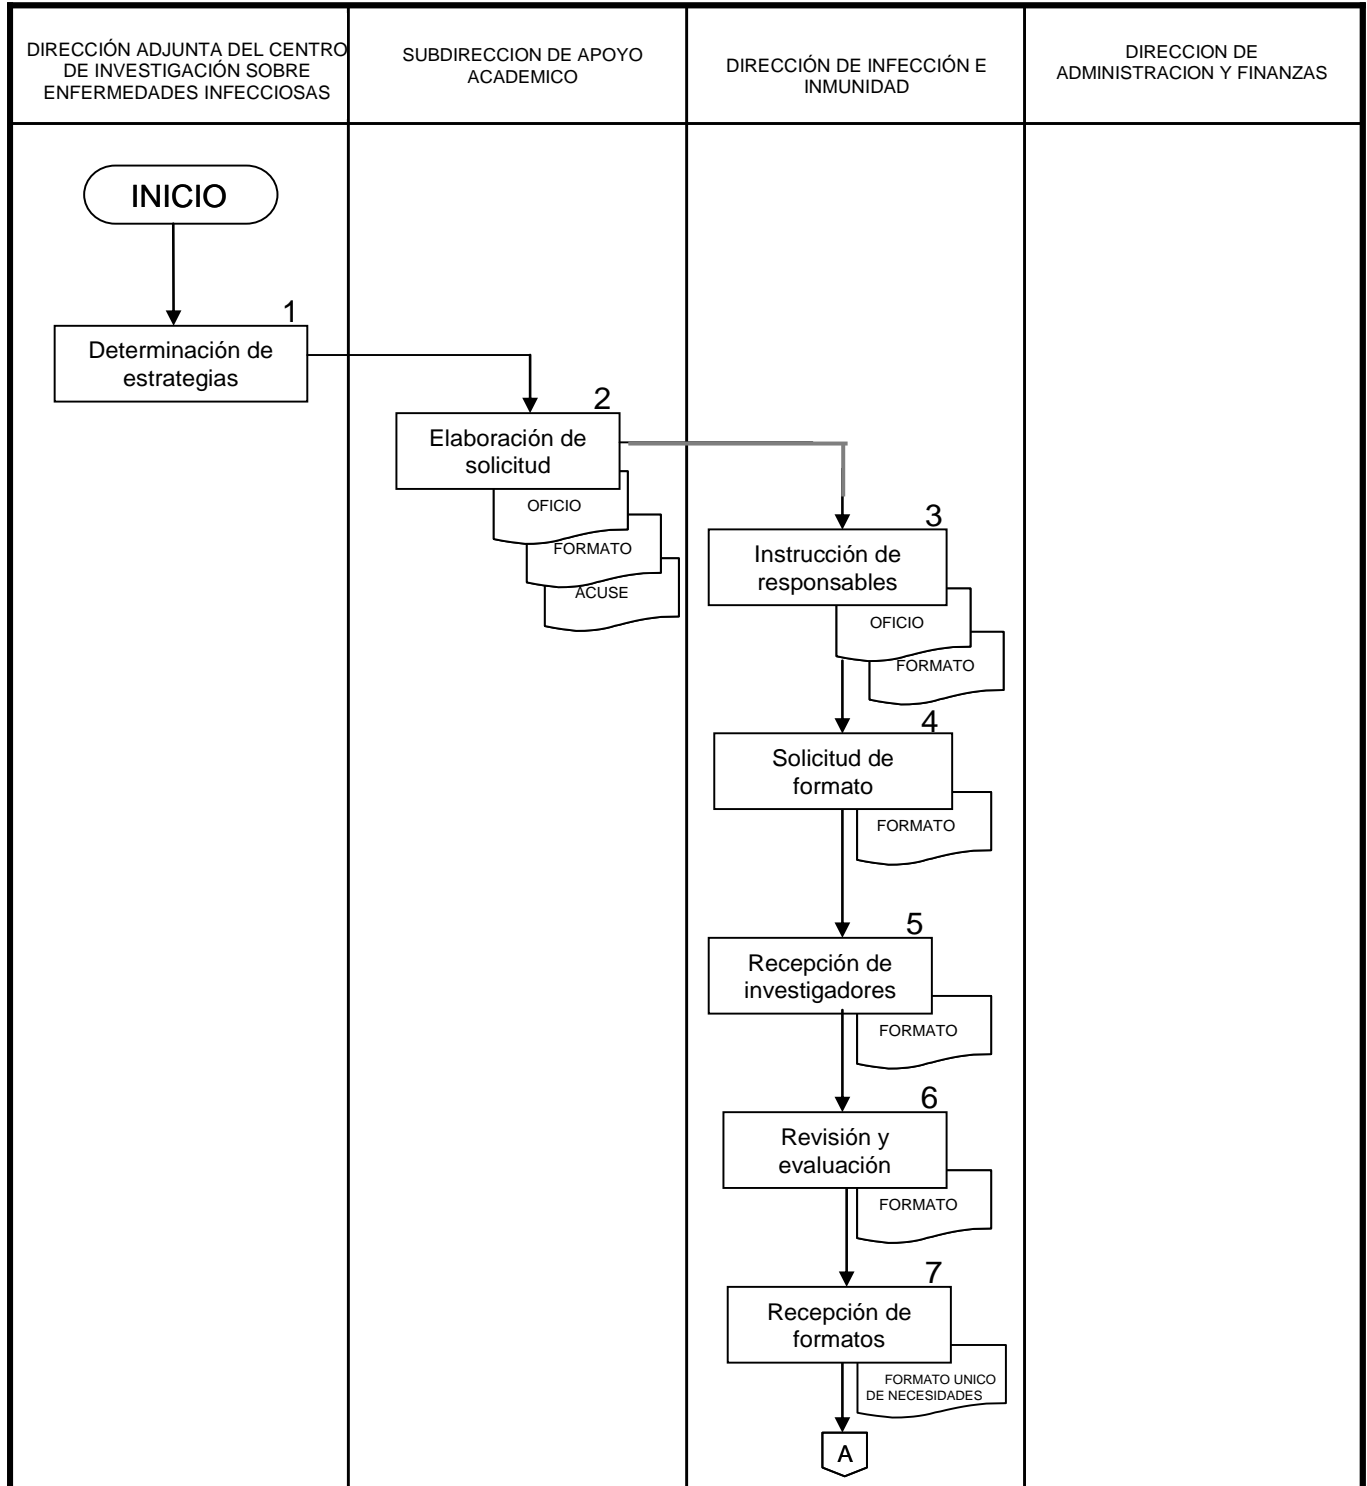 DIRECCIÓN ADJUNTA DEL CENTRO
DE INVESTIGACIÓN SOBRE
ENFERMEDADES INFECCIOSAS
SUBDIRECCION DE APOYO
ACADEMICO
DIRECCIÓN DE INFECCIÓN E
INMUNIDAD
DIRECCION DE
ADMINISTRACION Y FINANZAS
INICIO
1
Determinación de
estrategias
2
Elaboración de
solicitud
OFICIO
FORMATO
ACUSE
3
Instrucción de
responsables
OFICIO
FORMATO
4
Solicitud de
formato
FORMATO
5
Recepción de
investigadores
FORMATO
6
Revisión y
evaluación
FORMATO
7
Recepción de
formatos
FORMATO UNICO
DE NECESIDADES
A